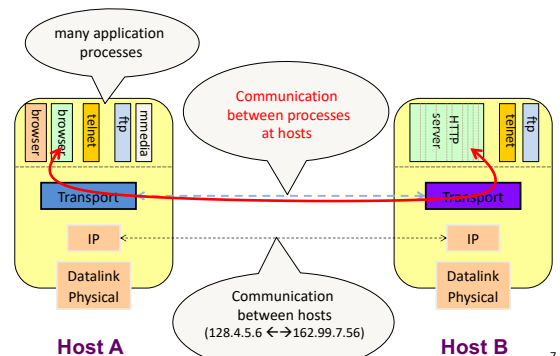 many application
processes
browser
browser
telnet
ftp
mmedia
Communication
between processes
at hosts
HTTP
server
telnet
ftp
Transport
Transport
IP
IP
Datalink
Physical
Datalink
Physical
Communication
between hosts
(128.4.5.6 ←→162.99.7.56)
Host A
Host B
7